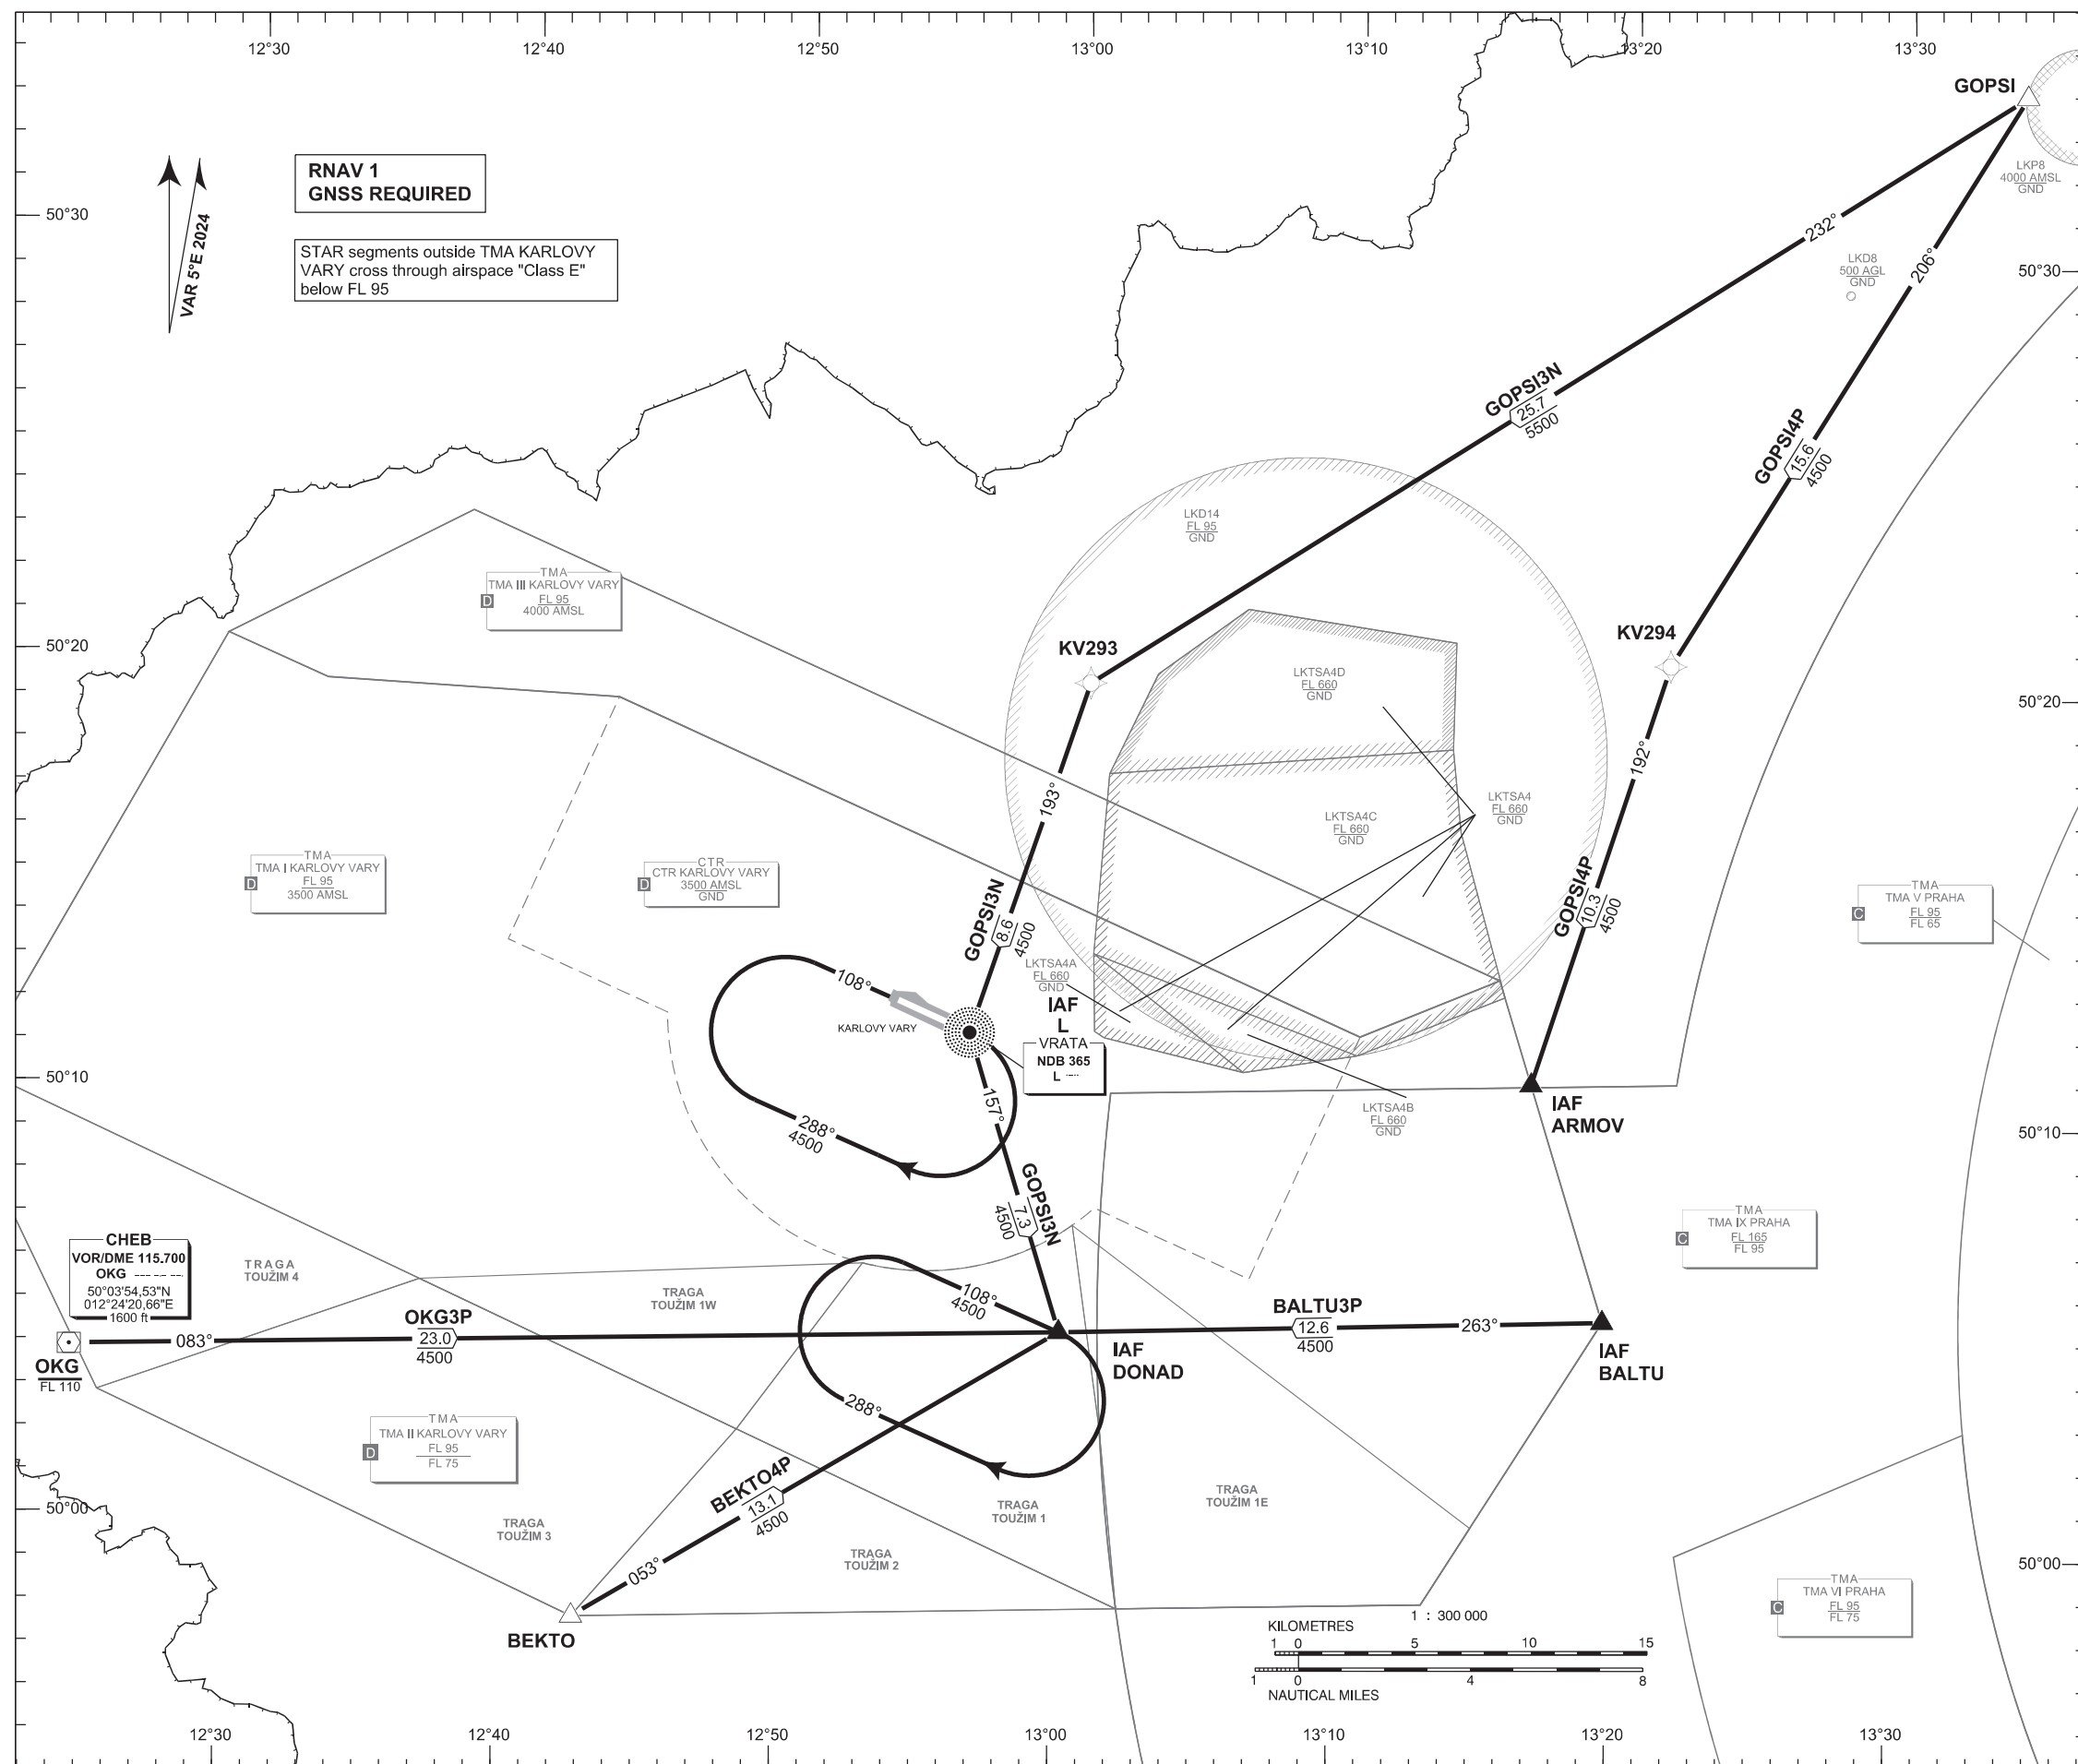 12°30
12°40
12°50
13°00
13°10
13°20
13°30
GOPSI
RNAV 1
GNSS REQUIRED
LKP8
4000 AMSL
GND
VAR 5°E 2024
50°30
232°
STAR segments outside TMA KARLOVY
VARY cross through airspace "Class E"
below FL 95
206°
LKD8
500 AGL
GND
50°30
GOPSI3N
25.7
5500
GOPSI4P
15.6
4500
LKD14
FL 95
GND
TMA
TMA III KARLOVY VARY
D
FL 95
4000 AMSL
50°20
KV293
KV294
LKTSA4D
FL 660
GND
50°20
193°
192°
LKTSA4
FL 660
GND
LKTSA4C
FL 660
GND
TMA
TMA I KARLOVY VARY
D
FL 95
3500 AMSL
CTR
CTR KARLOVY VARY
D
3500 AMSL
GND
GOPSI3N
8.6
4500
GOPSI4P
10.3
4500
TMA
TMA V PRAHA
C
FL 95
FL 65
108°
LKTSA4A
FL 660
GND
IAF
L
VRATA
NDB 365
L ·–··
KARLOVY VARY
50°10
157°
288°
4500
IAF
ARMOV
LKTSA4B
FL 660
GND
50°10
GOPSI3N
7.3
4500
TMA
TMA IX PRAHA
C
FL 165
FL 95
CHEB
VOR/DME 115.700
OKG ––– –·– ––·
50°03'54,53"N
012°24'20,66"E
1600 ft
TRAGA
TOUŽIM 4
TRAGA
TOUŽIM 1W
108°
4500
OKG3P
23.0
4500
083°
BALTU3P
12.6
4500
263°
OKG
FL 110
IAF
DONAD
IAF
BALTU
288°
TMA
TMA II KARLOVY VARY
D
FL 95
FL 75
BEKTO4P
13.1
4500
TRAGA
TOUŽIM 1
TRAGA
TOUŽIM 1E
50°00
TRAGA
TOUŽIM 3
TRAGA
TOUŽIM 2
053°
50°00
TMA
TMA VI PRAHA
C
FL 95
FL 75
BEKTO
1 : 300 000
KILOMETRES
1 0 5 10 15
1 0 4 8
NAUTICAL MILES
12°30
12°40
12°50
13°00
13°10
13°20
13°30